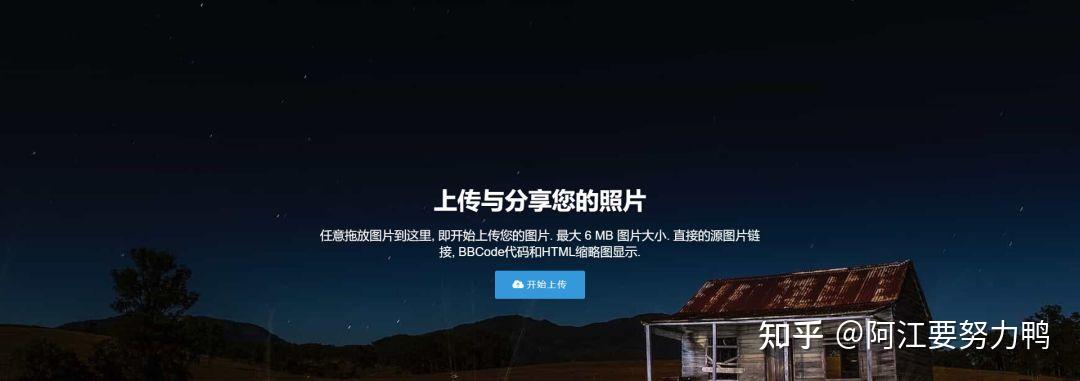 上传与分享您的照片
任意拖放图片到这里, 即开始上传您的图片. 最大 6 MB 图片大小. 直接的源图片链
接, BBCode代码和HTML缩略图显示.
开始上传
知乎 @阿江要努力鸭